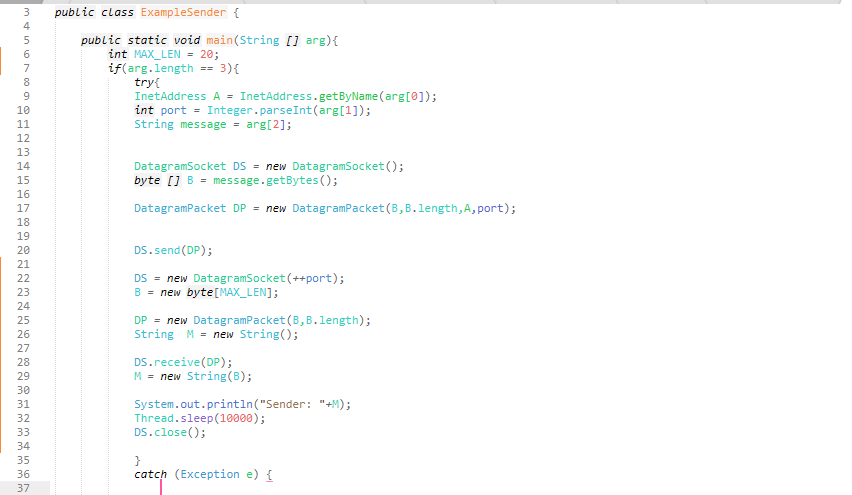 3 public class ExampleSender {
4
5 public static void main(String [] arg){
6 int MAX_LEN = 20;
7 if(arg.length == 3){
8 try{
9 InetAddress A = InetAddress.getByName(arg[0]);
10 int port = Integer.parseInt(arg[1]);
11 String message = arg[2];
12
13
14 DatagramSocket DS = new DatagramSocket();
15 byte [] B = message.getBytes();
16
17 DatagramPacket DP = new DatagramPacket(B,B.length,A,port);
18
19
20 DS.send(DP);
21
22 DS = new DatagramSocket(++port);
23 B = new byte[MAX_LEN];
24
25 DP = new DatagramPacket(B,B.length);
26 String  M = new String();
27
28 DS.receive(DP);
29 M = new String(B);
30
31 System.out.println("Sender: "+M);
32 Thread.sleep(10000);
33 DS.close();
34
35 }
36 catch (Exception e) {
37